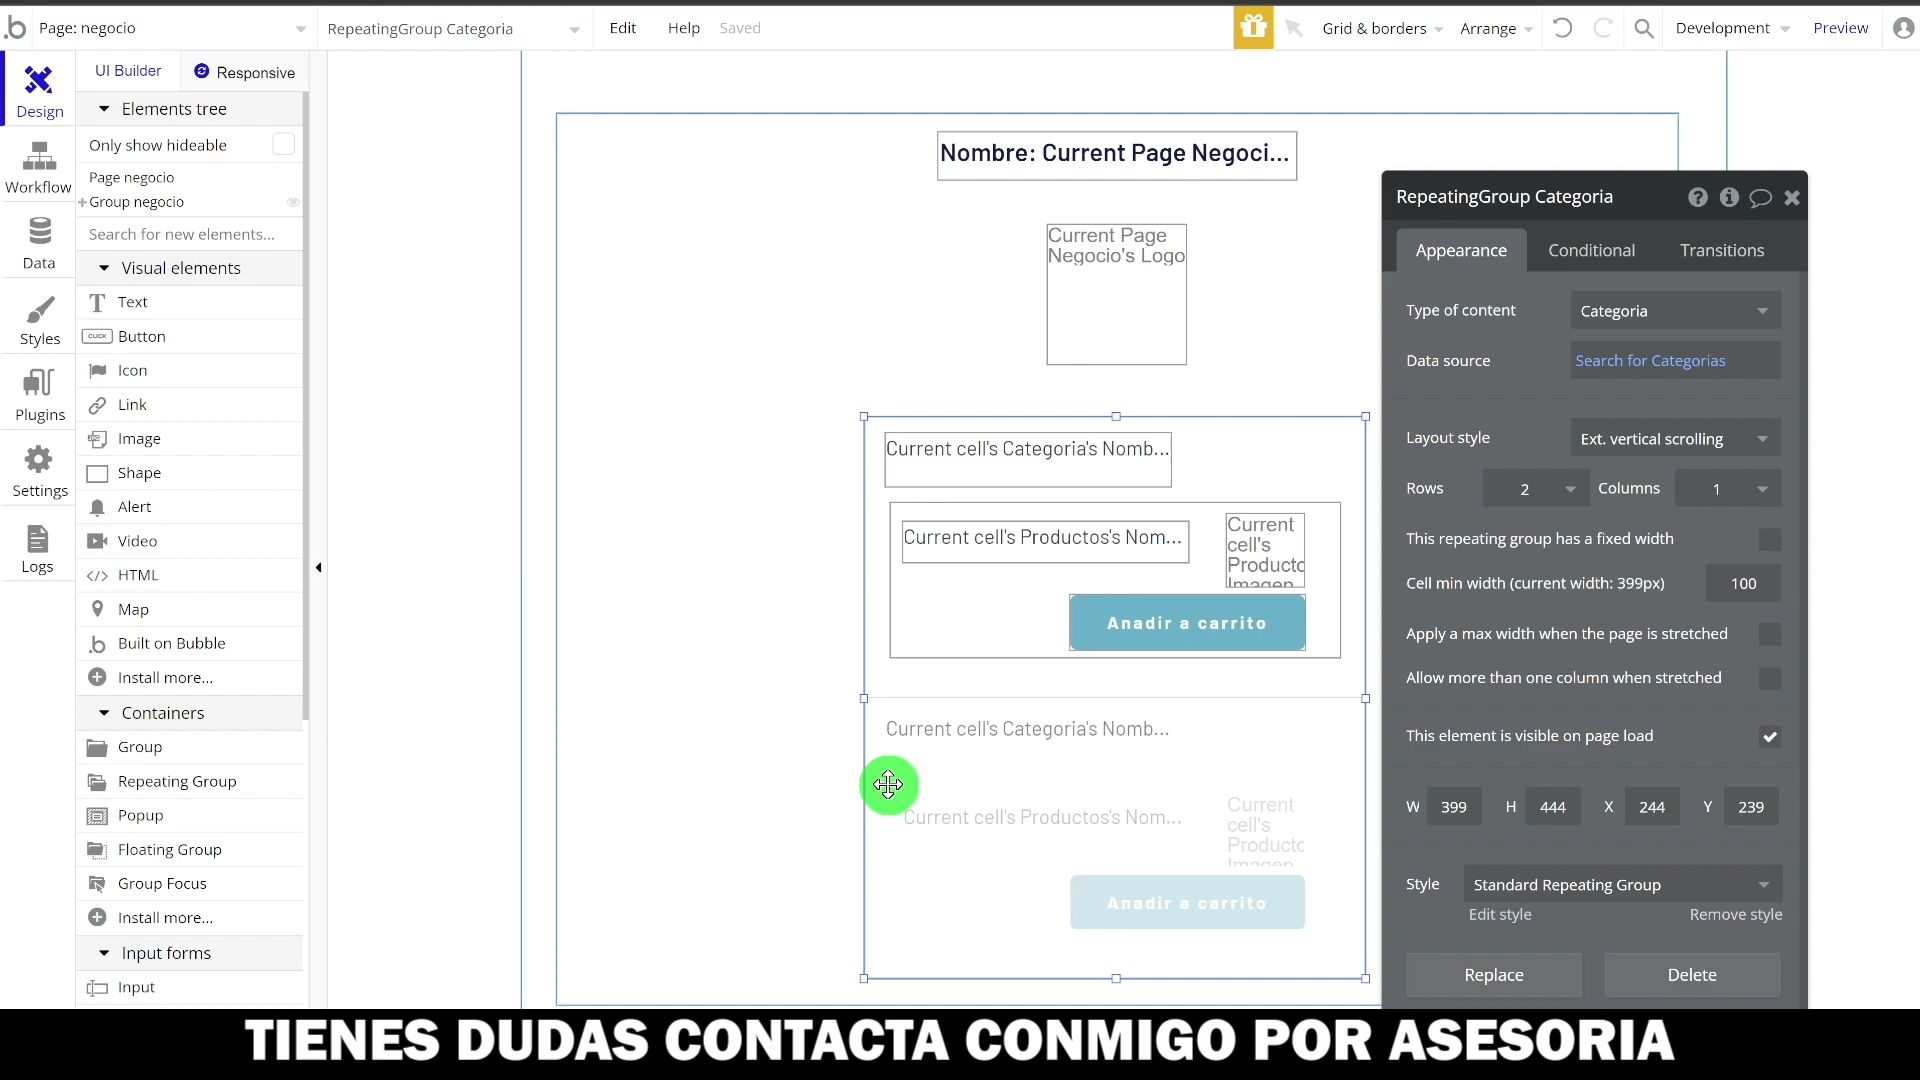 Page: negocio
RepeatingGroup Categoria
Edit
Help
Saved
Grid & borders
Arrange
Development
Preview
Design
Workflow
Data
Styles
Plugins
Settings
Logs
UI Builder
Responsive
Elements tree
Only show hideable
Page negocio
Group negocio
Search for new elements...
Visual elements
Text
CLICK
Button
Icon
Link
Image
Shape
Alert
Video
HTML
Map
Built on Bubble
Install more...
Containers
Group
Repeating Group
Popup
Floating Group
Group Focus
Install more...
Input forms
Input
Nombre: Current Page Negoci...
Current Page
Negocio's Logo
Current cell's Categoria's Nomb...
Current cell's Productos's Nom...
Current
cell's
Producto
Imagen
Anadir a carrito
Current cell's Categoria's Nomb...
Current cell's Productos's Nom...
Current
cell's
Producto
Imagen
Anadir a carrito
RepeatingGroup Categoria
Appearance
Conditional
Transitions
Type of content
Categoria
Data source
Search for Categorias
Layout style
Ext. vertical scrolling
Rows
2
Columns
1
This repeating group has a fixed width
Cell min width (current width: 399px)
100
Apply a max width when the page is stretched
Allow more than one column when stretched
This element is visible on page load
W 399 H 444 X 244 Y 239
Style
Standard Repeating Group
Edit style
Remove style
Replace
Delete
TIENES DUDAS CONTACTA CONMIGO POR ASESORIA